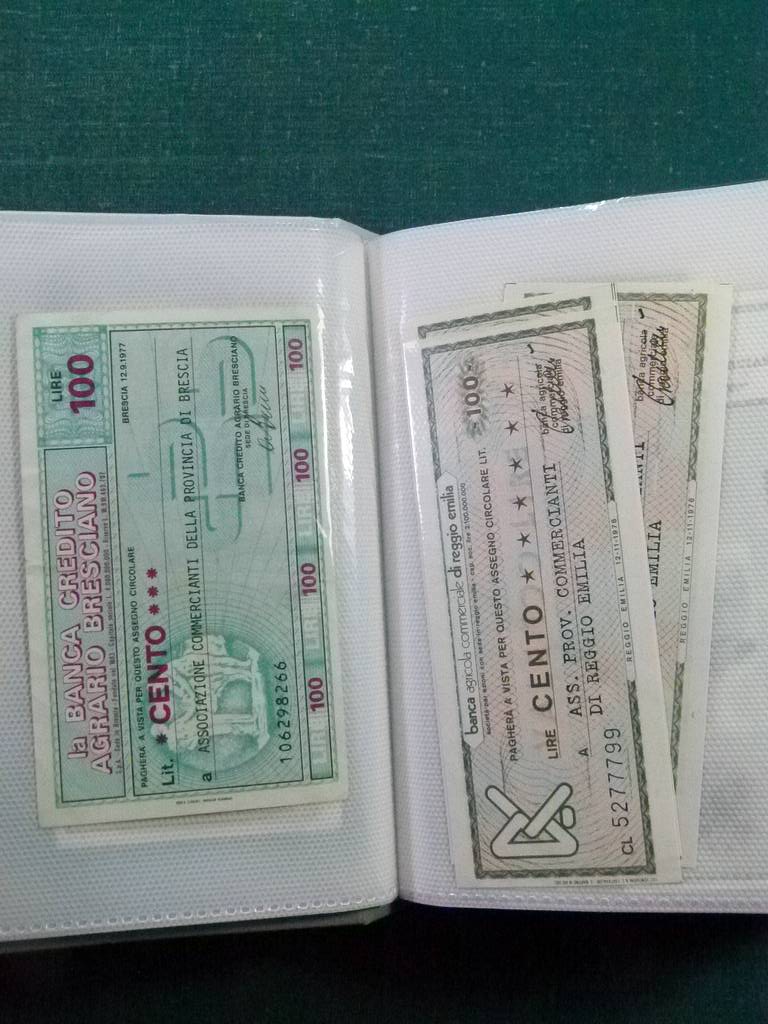 la BANCA CREDITO
AGRARIO BRESCIANO
LIRE
100
BRESCIA 12.9.1977
PAGHERÀ A VISTA PER QUESTO ASSEGNO CIRCOLARE
Lit. * CENTO ***
a ASSOCIAZIONE COMMERCIANTI DELLA PROVINCIA DI BRESCIA
BANCA CREDITO AGRARIO BRESCIANO
SEDE DI BRESCIA
106298266
100 100 100 100
banca agricola commerciale di reggio emilia
100
PAGHERÀ A VISTA PER QUESTO ASSEGNO CIRCOLARE LIT.
LIRE CENTO ★ ★ ★ ★ ★ ★
A ASS. PROV. COMMERCIANTI
DI REGGIO EMILIA
banca agricola
commerciale
di reggio emilia
REGGIO EMILIA 12-11-1976
CL 5277799
banca agricola
commerciale
EMILIA
REGGIO EMILIA 12-11-1976